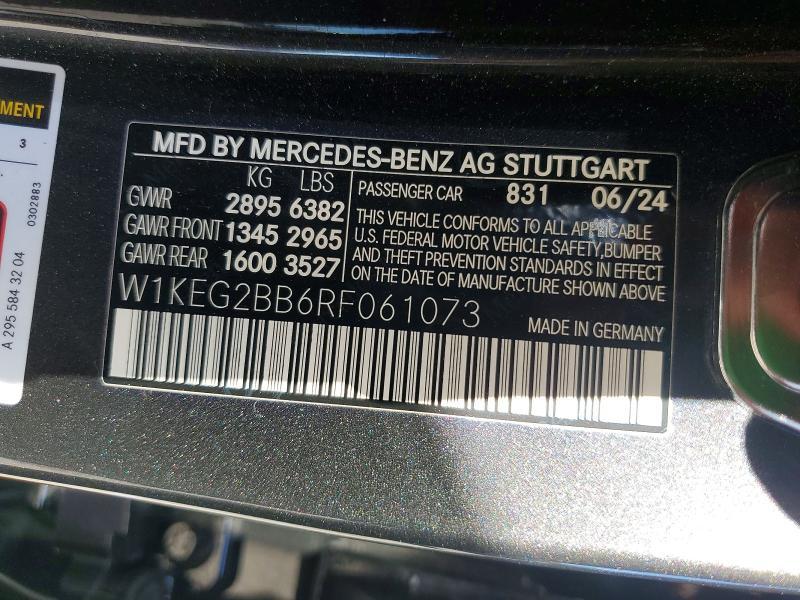 MENT
3
0302883
A 295 584 32 04
MFD BY MERCEDES-BENZ AG STUTTGART
KG LBS
GVWR 2895 6382
GAWR FRONT 1345 2965
GAWR REAR 1600 3527
PASSENGER CAR 831 06/24
THIS VEHICLE CONFORMS TO ALL APPLICABLE
U.S. FEDERAL MOTOR VEHICLE SAFETY,BUMPER
AND THEFT PREVENTION STANDARDS IN EFFECT
ON THE DATE OF MANUFACTURE SHOWN ABOVE
W1KEG2BB6RF061073
MADE IN GERMANY